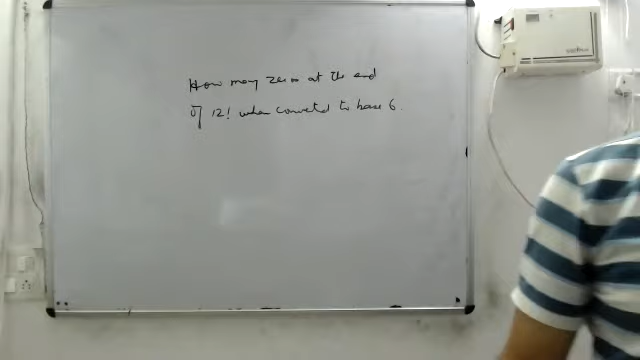 How many zeros at the end
of 12! when converted to base 6.